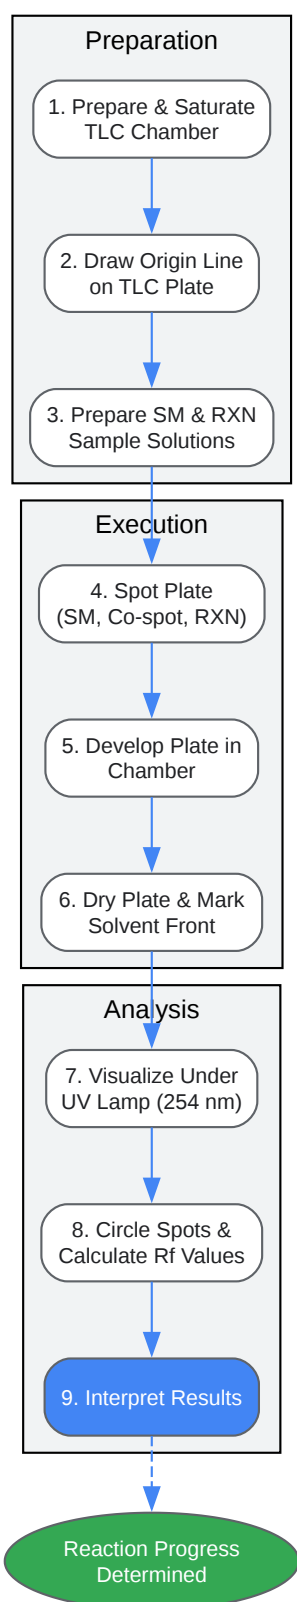 Preparation
1. Prepare & Saturate
TLC Chamber
2. Draw Origin Line
on TLC Plate
3. Prepare SM & RXN
Sample Solutions
Execution
4. Spot Plate
(SM, Co-spot, RXN)
5. Develop Plate in
Chamber
6. Dry Plate & Mark
Solvent Front
Analysis
7. Visualize Under
UV Lamp (254 nm)
8. Circle Spots &
Calculate Rf Values
9. Interpret Results
Reaction Progress
Determined